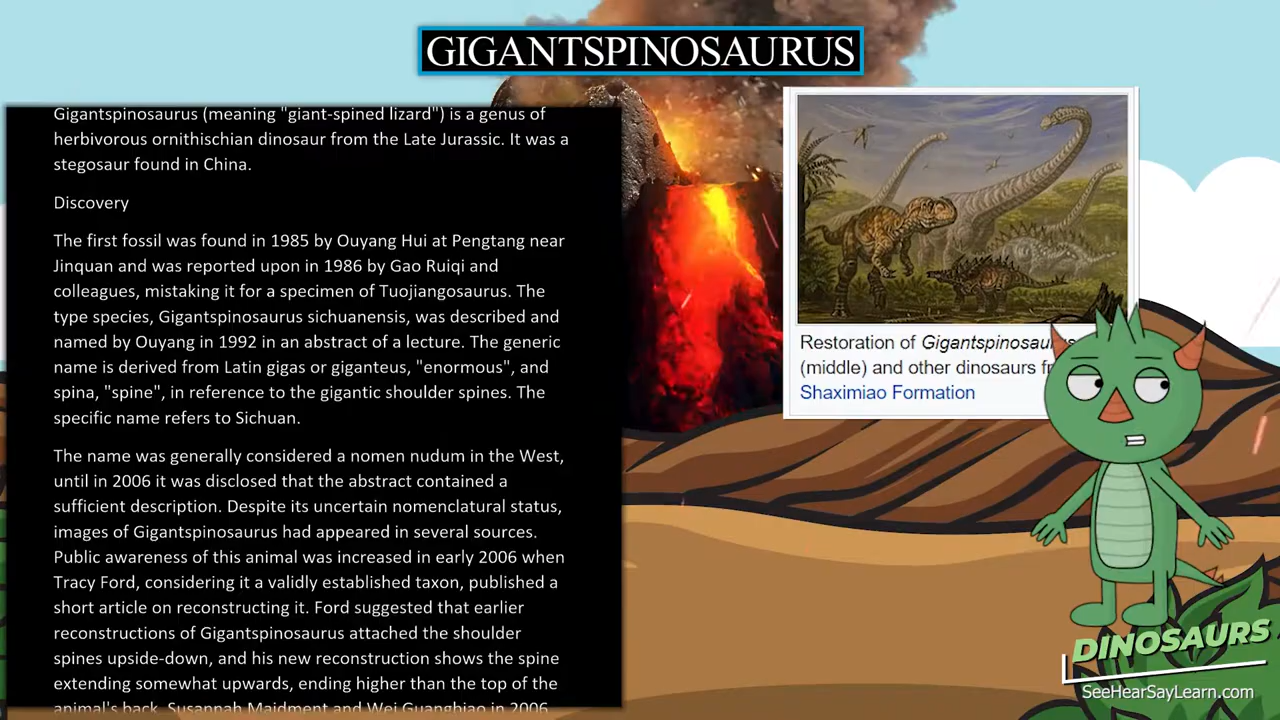 GIGANTSPINOSAURUS
Gigantspinosaurus (meaning "giant-spined lizard") is a genus of
herbivorous ornithischian dinosaur from the Late Jurassic. It was a
stegosaur found in China.
Discovery
The first fossil was found in 1985 by Ouyang Hui at Pengtang near
Jinquan and was reported upon in 1986 by Gao Ruiqi and
colleagues, mistaking it for a specimen of Tuojiangosaurus. The
type species, Gigantspinosaurus sichuanensis, was described and
named by Ouyang in 1992 in an abstract of a lecture. The generic
name is derived from Latin gigas or giganteus, "enormous", and
spina, "spine", in reference to the gigantic shoulder spines. The
specific name refers to Sichuan.
The name was generally considered a nomen nudum in the West,
until in 2006 it was disclosed that the abstract contained a
sufficient description. Despite its uncertain nomenclatural status,
images of Gigantspinosaurus had appeared in several sources.
Public awareness of this animal was increased in early 2006 when
Tracy Ford, considering it a validly established taxon, published a
short article on reconstructing it. Ford suggested that earlier
reconstructions of Gigantspinosaurus attached the shoulder
spines upside-down, and his new reconstruction shows the spine
extending somewhat upwards, ending higher than the top of the
animal's back. Susannah Maidment and Wei Guangbiao in 2006
Restoration of Gigantspinosaurus
(middle) and other dinosaurs
Shaximiao Formation
DINOSAURS
SeeHearSayLearn.com